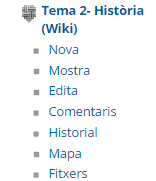 Tema 2- Història
(Wiki)
Nova
Mostra
Edita
Comentaris
Historial
Mapa
Fitxers